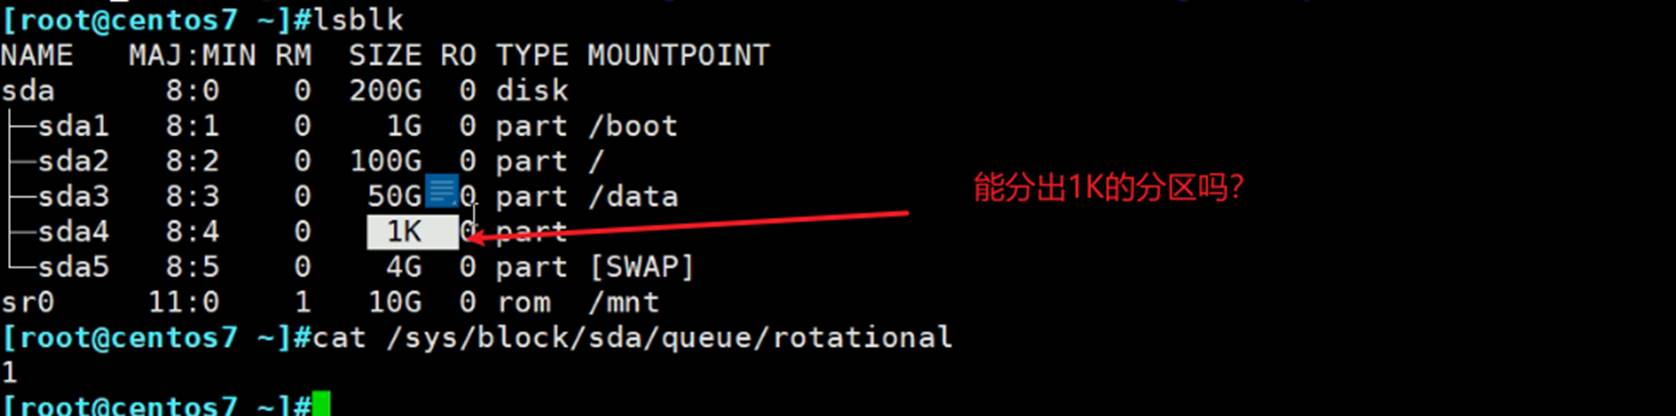 [root@centos7 ~]#lsblk
NAME   MAJ:MIN RM   SIZE RO TYPE MOUNTPOINT
sda      8:0    0   200G  0 disk
├─sda1   8:1    0     1G  0 part /boot
├─sda2   8:2    0   100G  0 part /
├─sda3   8:3    0    50G  0 part /data
能分出1K的分区吗?
├─sda4   8:4    0     1K  0 part
└─sda5   8:5    0     4G  0 part [SWAP]
sr0     11:0    1    10G  0 rom  /mnt
[root@centos7 ~]#cat /sys/block/sda/queue/rotational
1
[root@centos7 ~]#